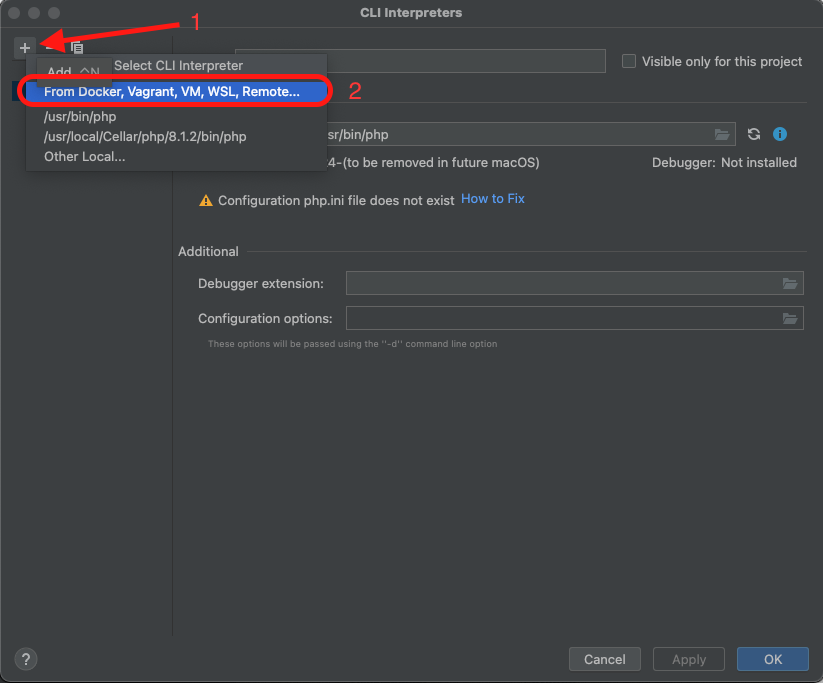 CLI Interpreters
1
Add ^N
Select CLI Interpreter
Visible only for this project
From Docker, Vagrant, VM, WSL, Remote...
2
/usr/bin/php
/usr/local/Cellar/php/8.1.2/bin/php
Other Local...
sr/bin/php
24-(to be removed in future macOS)
Debugger: Not installed
Configuration php.ini file does not exist How to Fix
Additional
Debugger extension:
Configuration options:
These options will be passed using the "-d" command line option
?
Cancel
Apply
OK